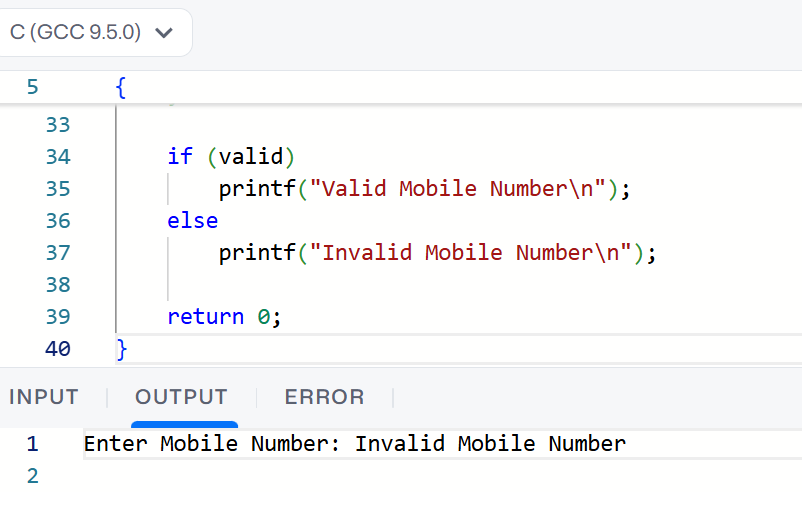 C (GCC 9.5.0)
5 {
33
34 if (valid)
35 printf("Valid Mobile Number\n");
36 else
37 printf("Invalid Mobile Number\n");
38
39 return 0;
40 }
INPUT OUTPUT ERROR
1 Enter Mobile Number: Invalid Mobile Number
2